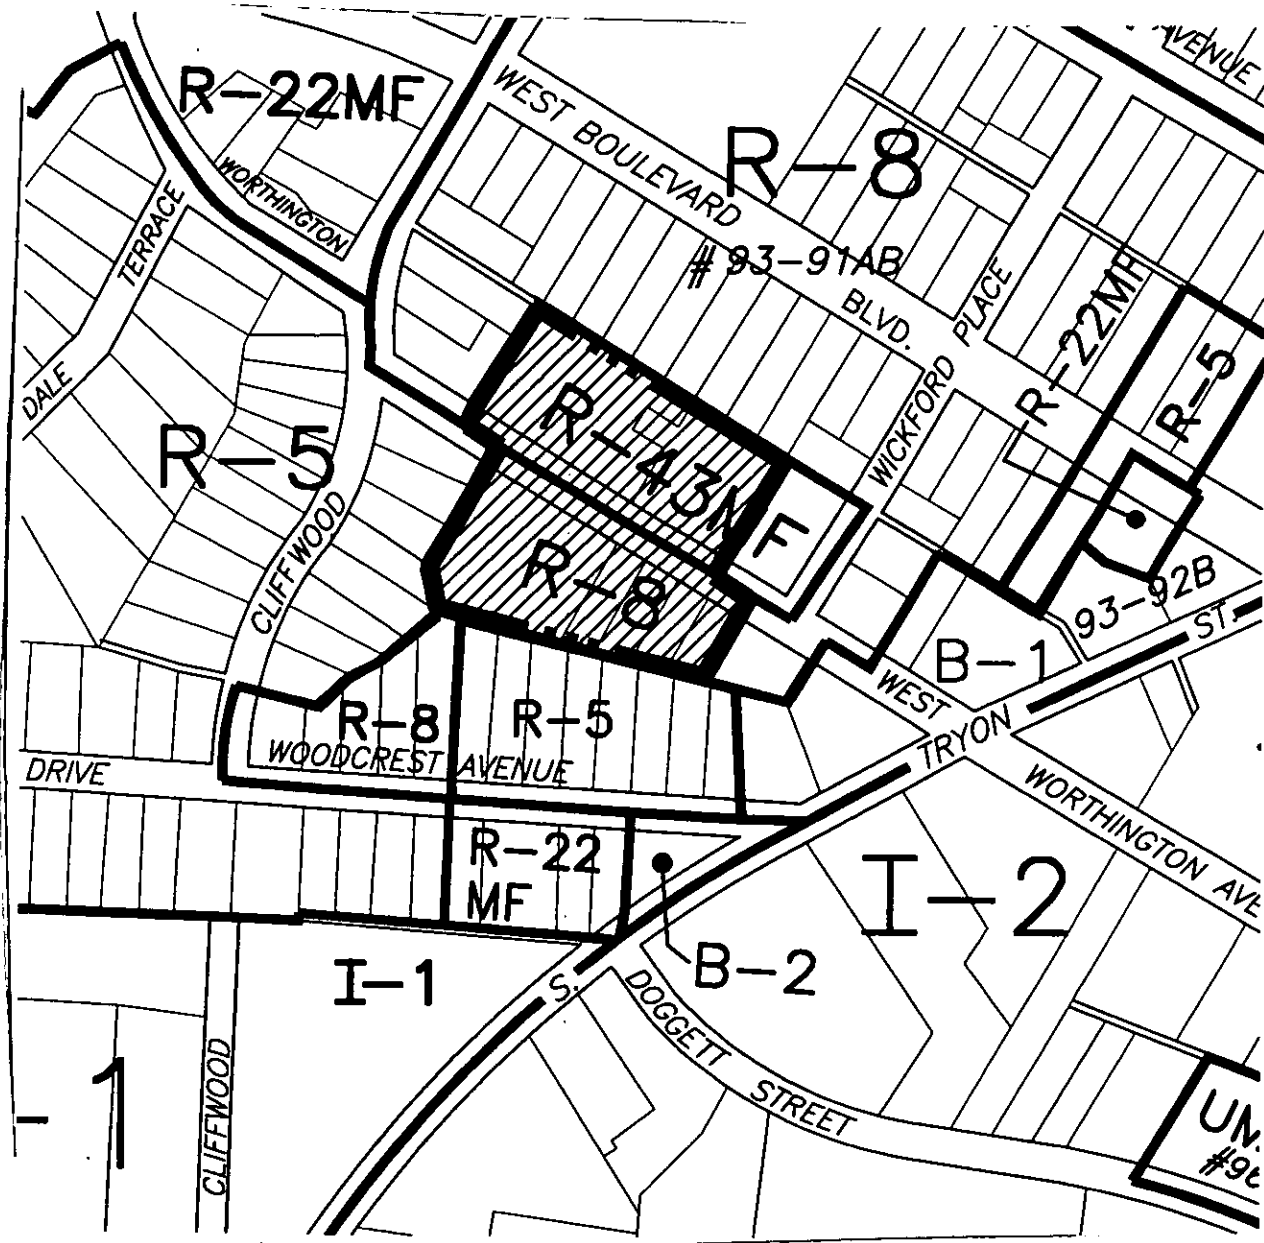 AVENUE
R-22MF
WEST BOULEVARD
R-8
WORTHINGTON
TERRACE
# 93-91AB
BLVD.
PLACE
R-22MF
R-5
DALE
R-43MF
WICKFORD
R-5
CLIFFWOOD
R-8
93-92B
ST.
B-1
WEST
TRYON
R-8
R-5
WOODCREST AVENUE
DRIVE
WORTHINGTON AVE
R-22
MF
I-2
B-2
I-1
S.
DOGGETT STREET
CLIFFWOOD
-1